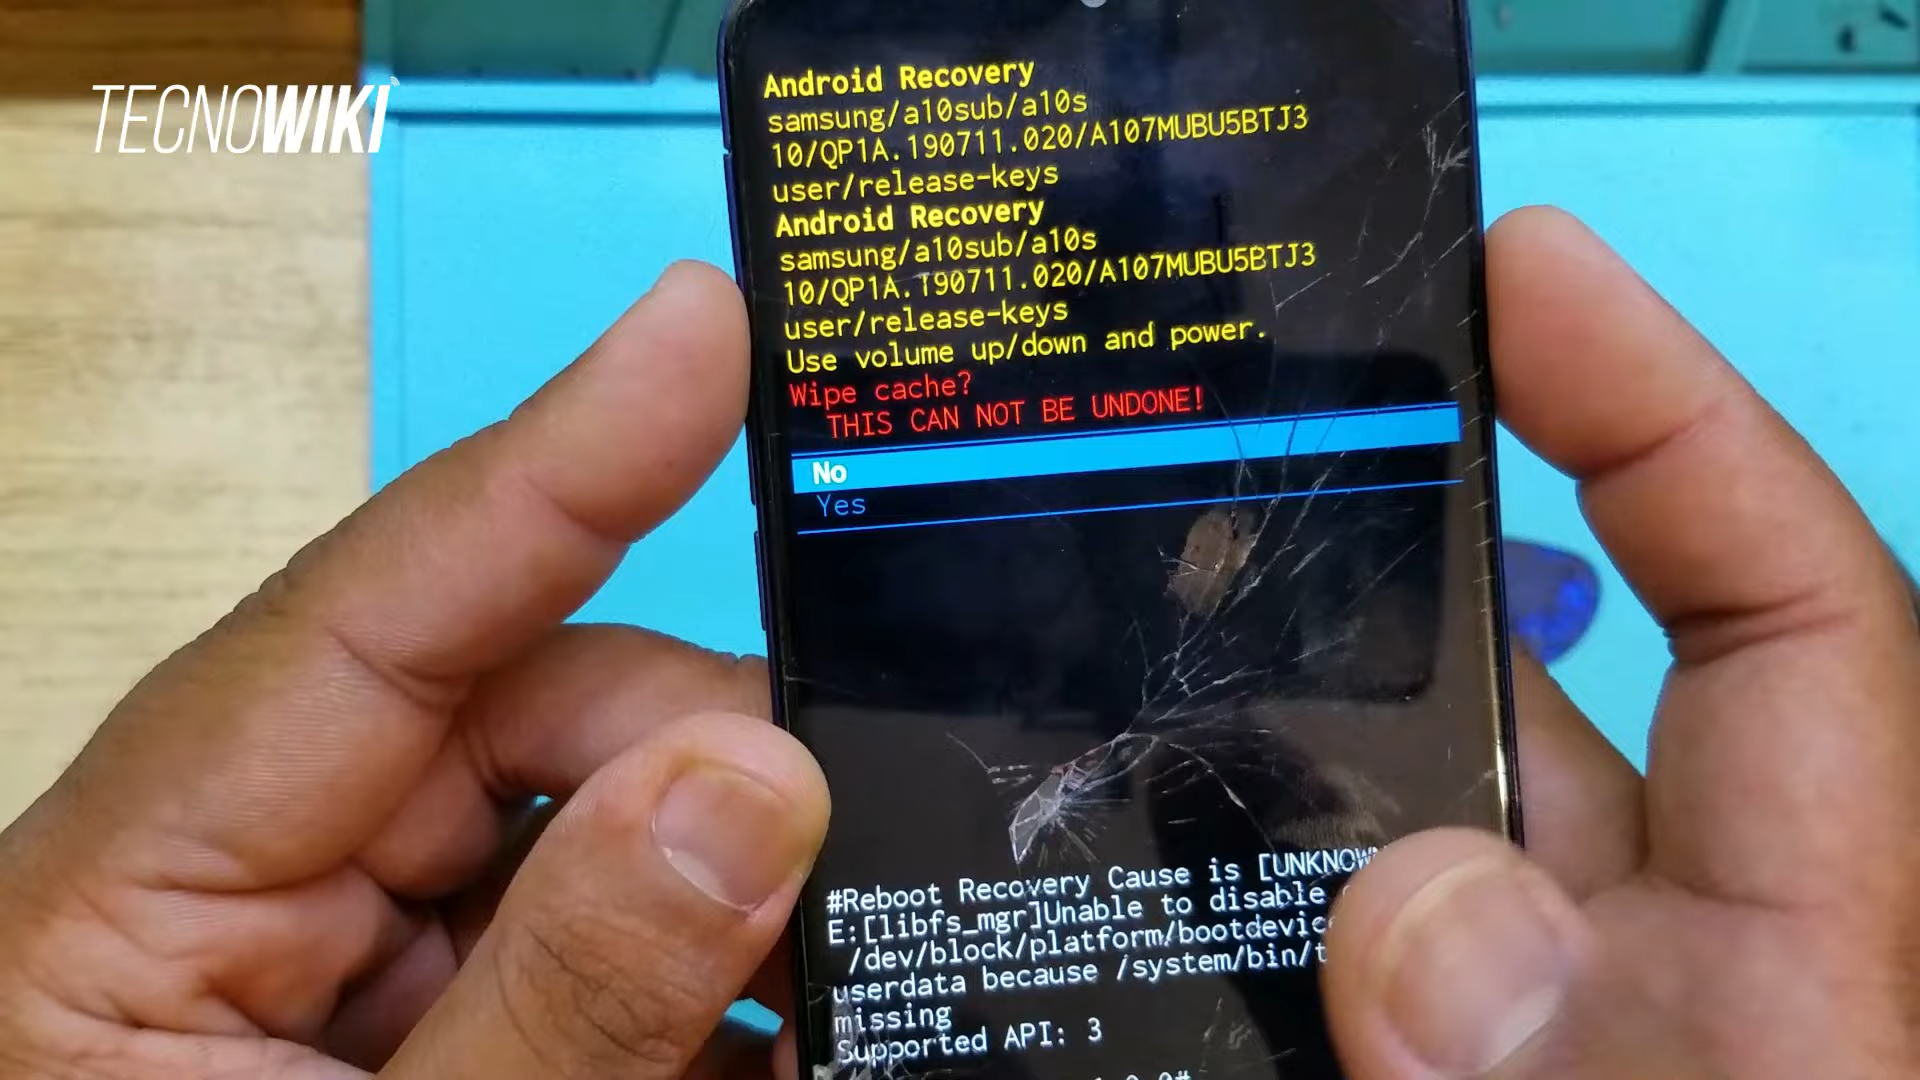 TECNOWIKI
Android Recovery
samsung/a10sub/a10s
10/QP1A.190711.020/A107MUBU5BTJ3
user/release-keys
Android Recovery
samsung/a10sub/a10s
10/QP1A.190711.020/A107MUBU5BTJ3
user/release-keys
Use volume up/down and power.
Wipe cache?
THIS CAN NOT BE UNDONE!
No
Yes
#Reboot Recovery Cause is [UNKNOWN
E:[libfs_mgr]Unable to disable
/dev/block/platform/bootdevice
userdata because /system/bin/t
missing
Supported API: 3